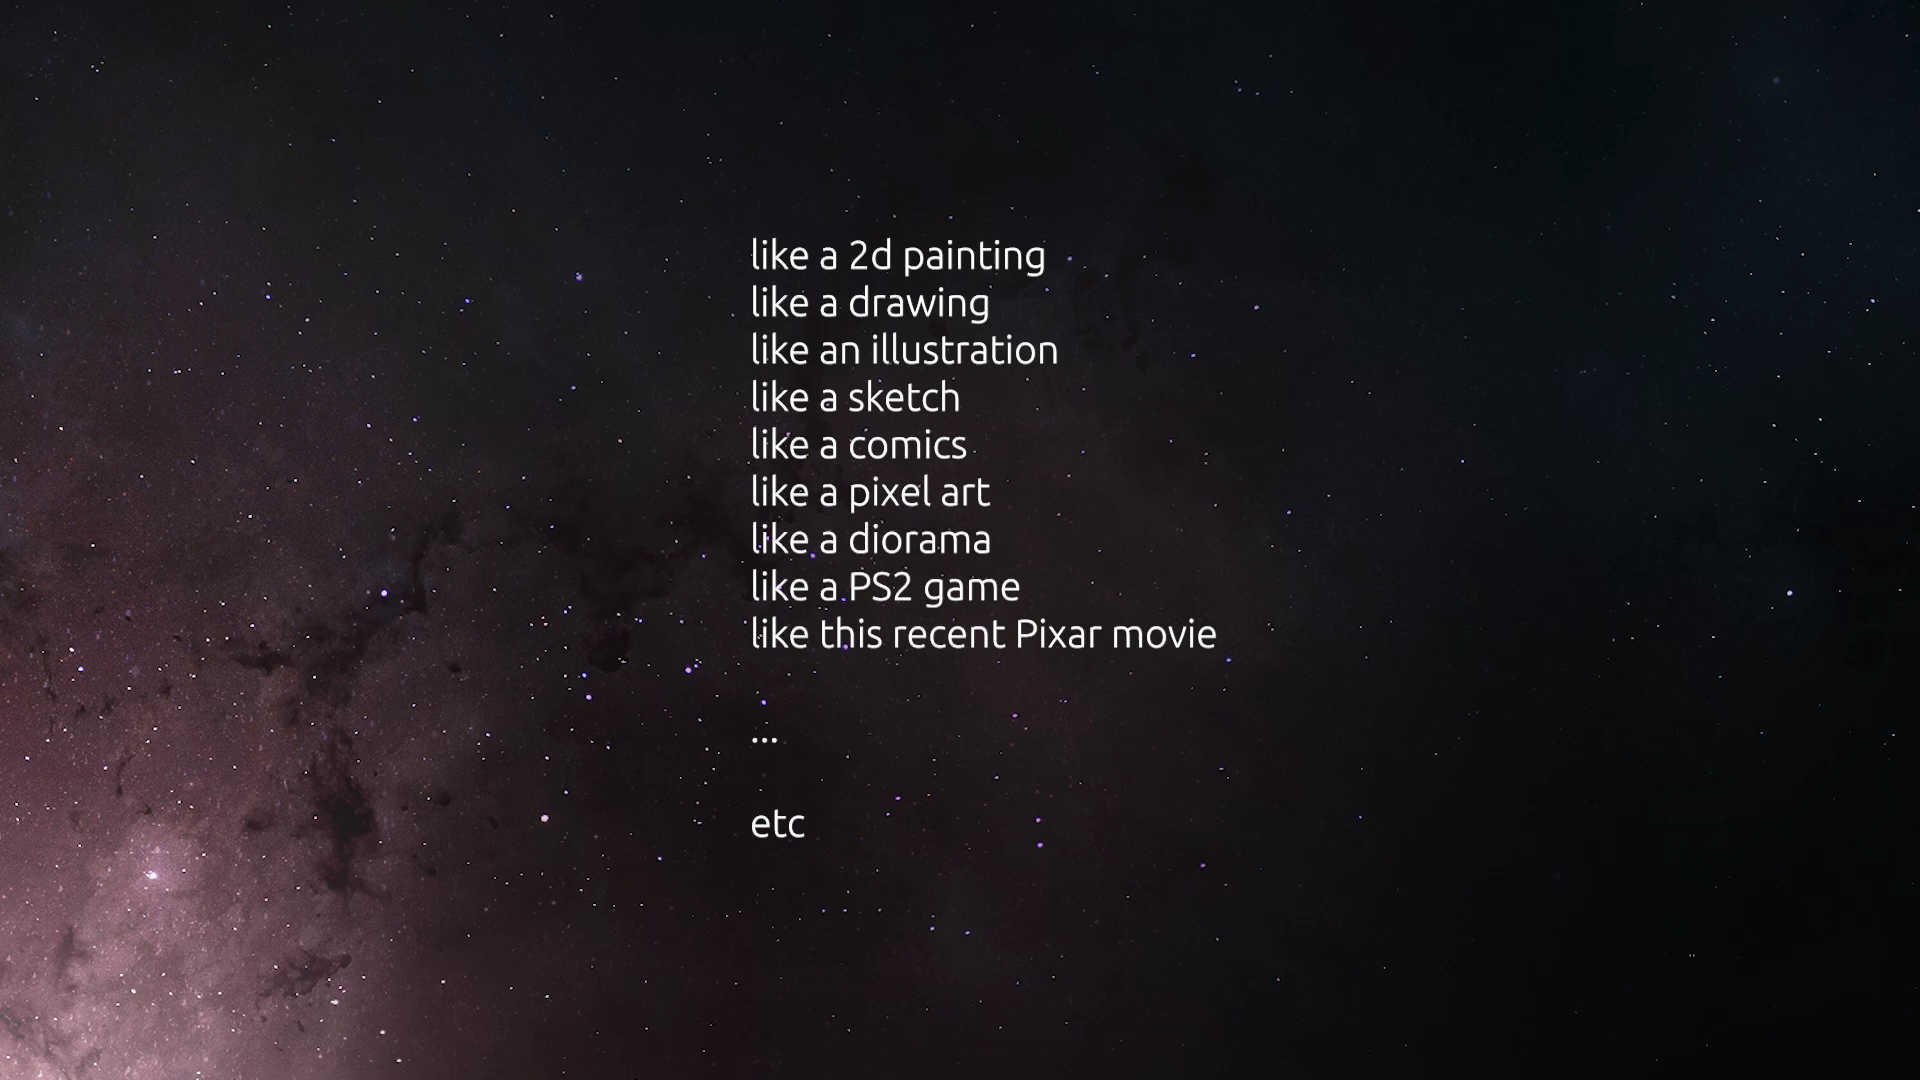 like a 2d painting
like a drawing
like an illustration
like a sketch
like a comics
like a pixel art
like a diorama
like a PS2 game
like this recent Pixar movie
...
etc